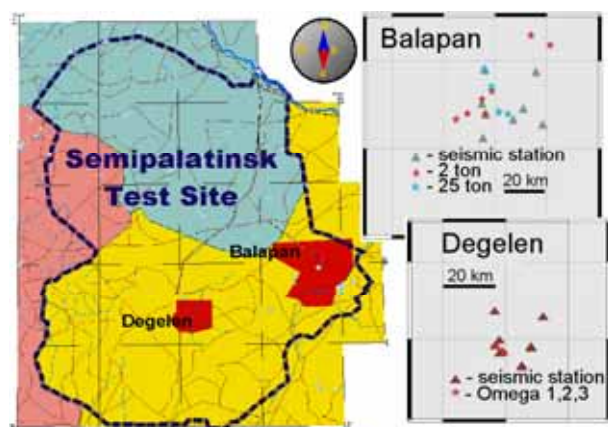 Semipalatinsk
Test Site
Balapan
Degelen
Balapan
- seismic station
- 2 ton
- 25 ton
20 km
Degelen
20 km
- seismic station
- Omega 1,2,3